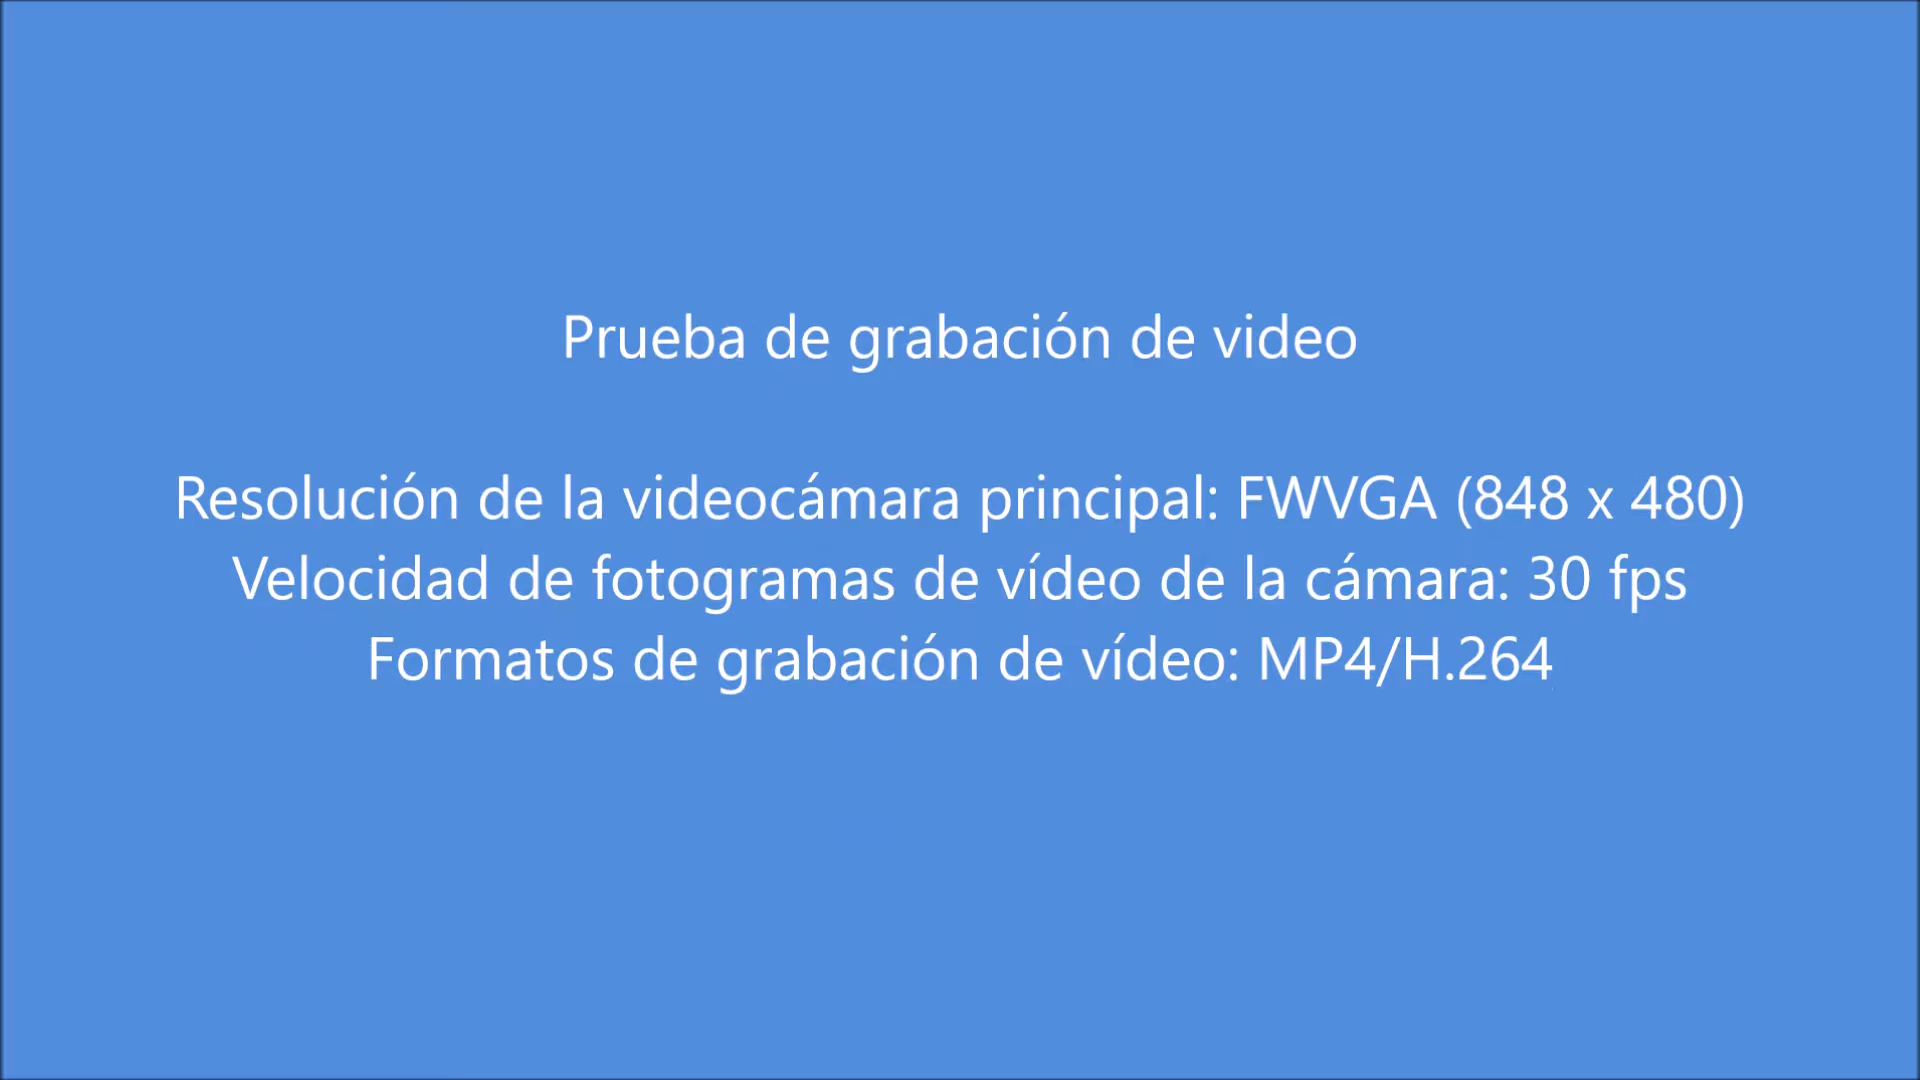 Prueba de grabación de video
Resolución de la videocámara principal: FWVGA (848 x 480)
Velocidad de fotogramas de vídeo de la cámara: 30 fps
Formatos de grabación de vídeo: MP4/H.264